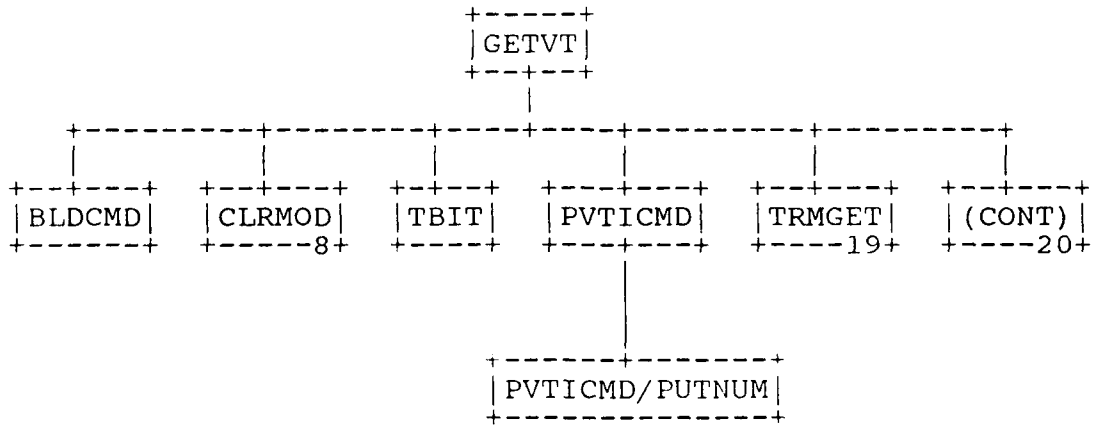 GETVT
BLDCMD CLRMOD TBIT PVTICMD TRMGET (CONT)
8 19 20
PVTICMD/PUTNUM